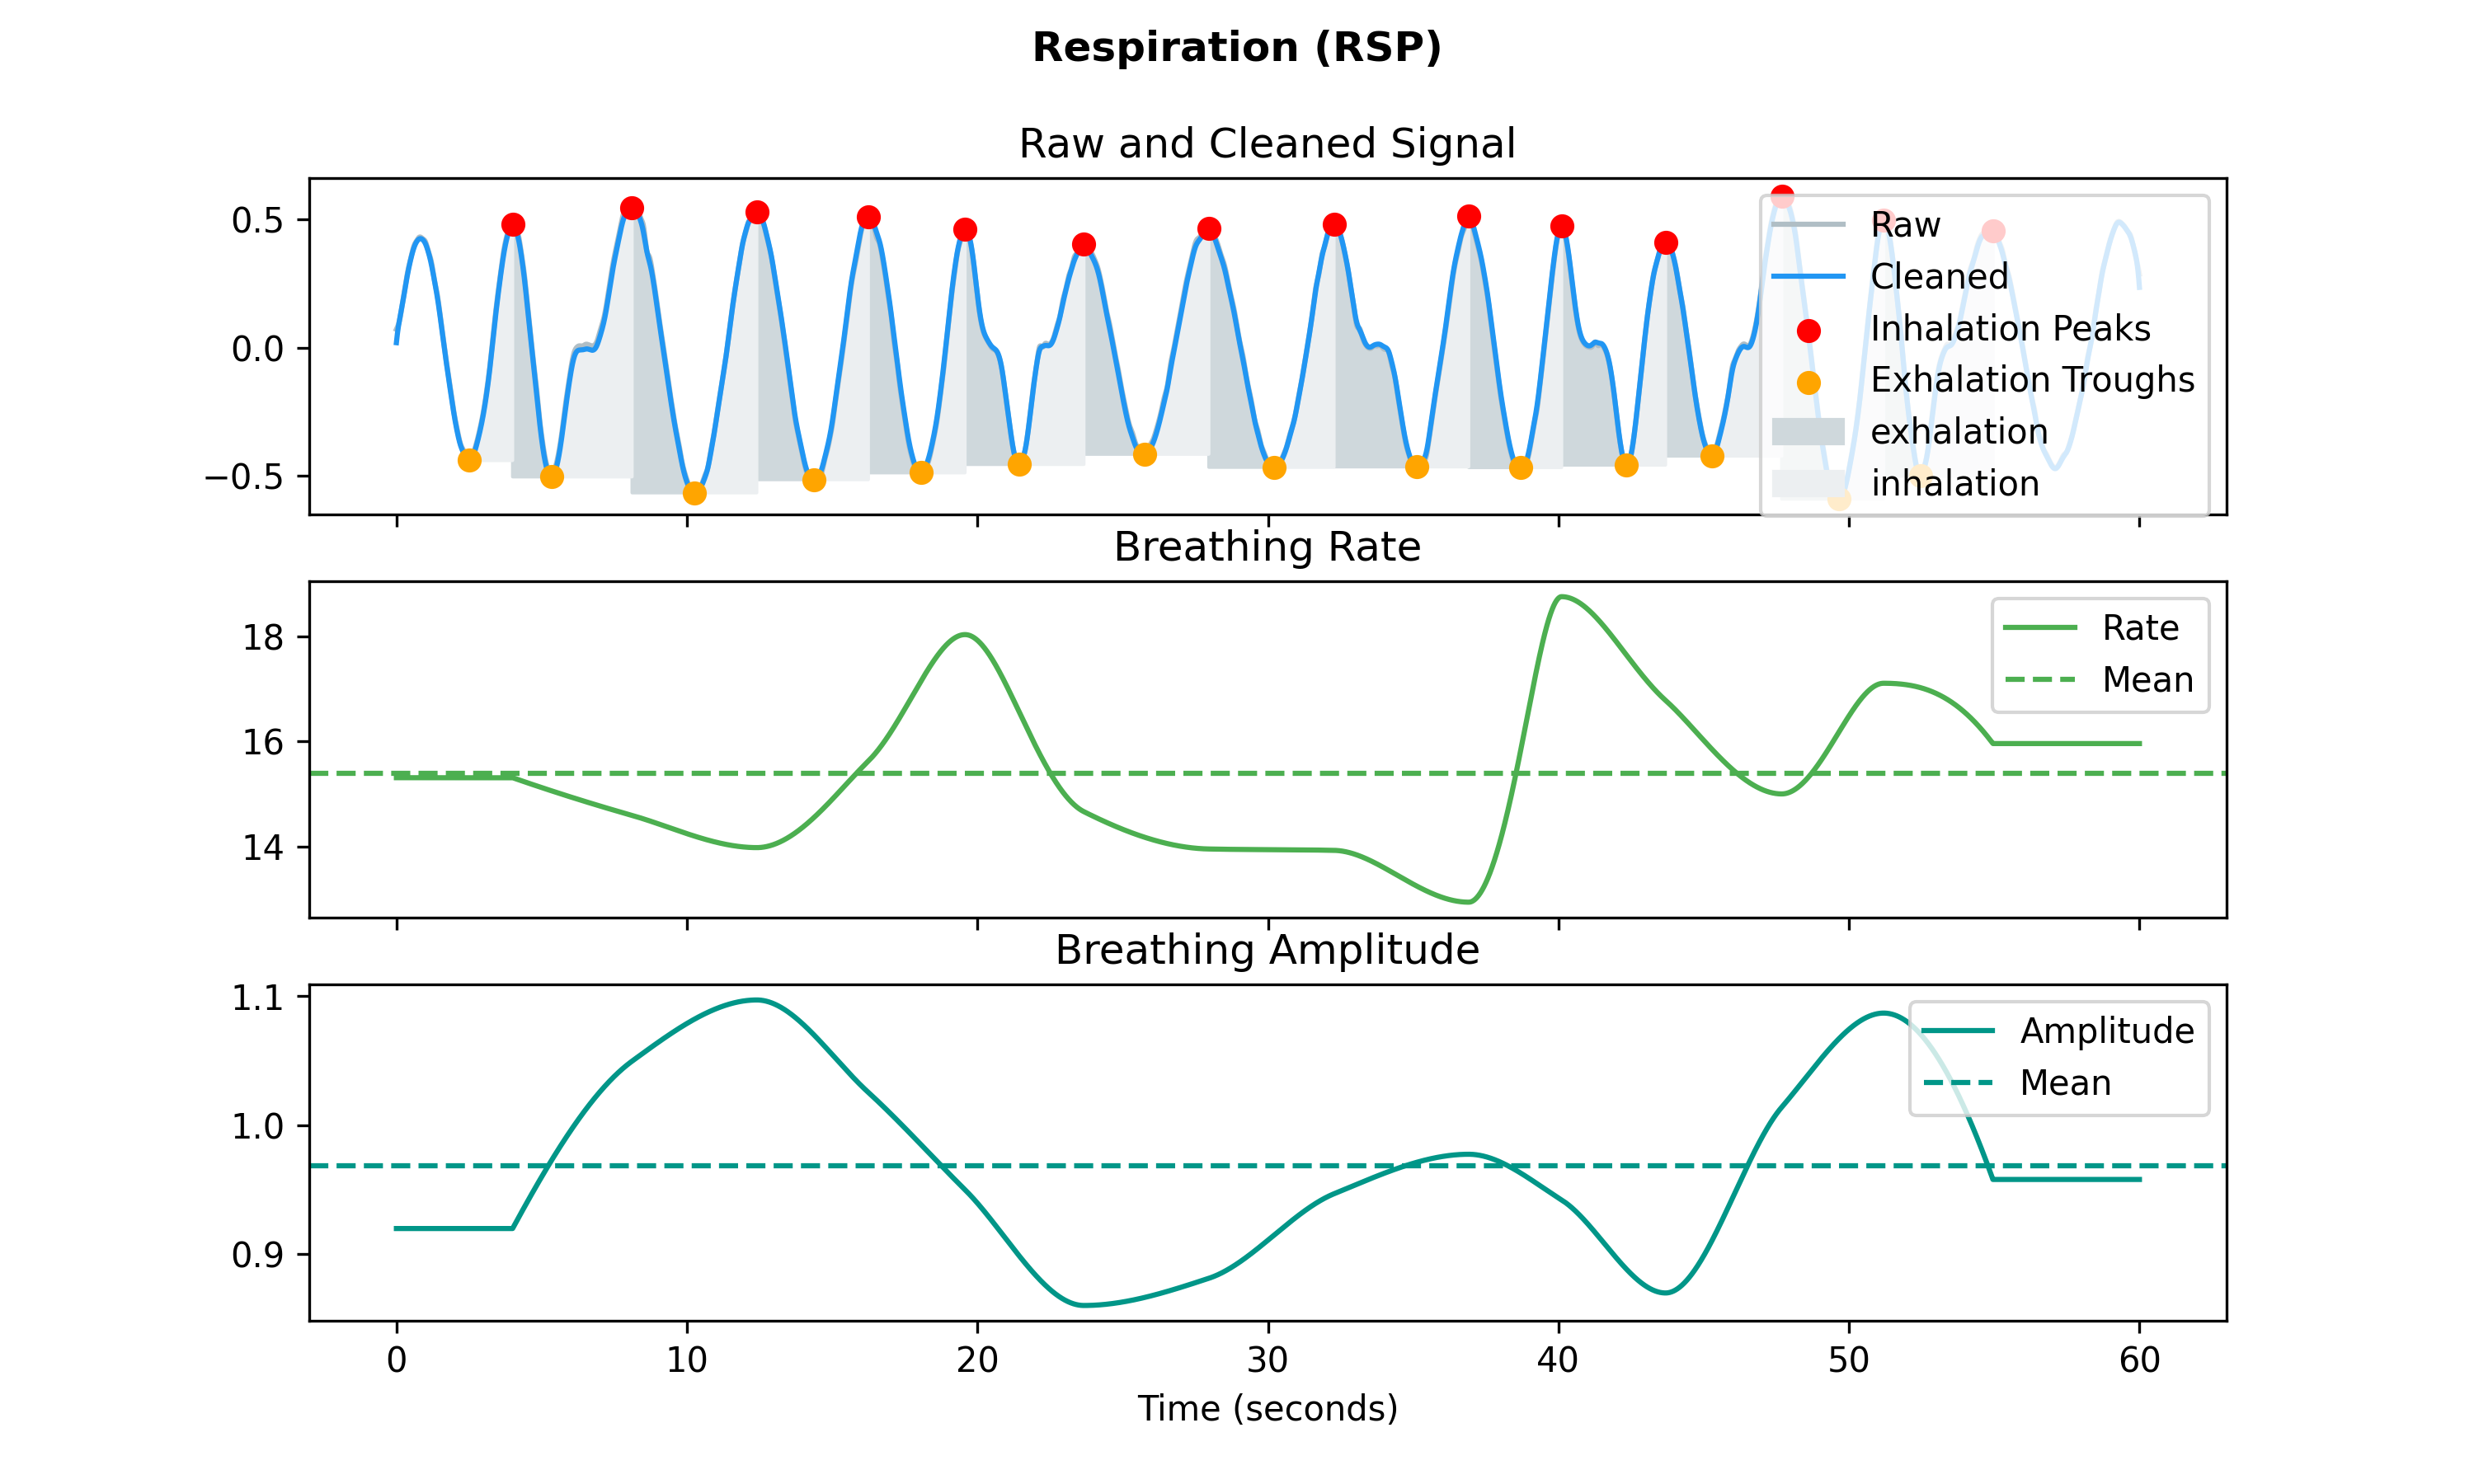 Respiration (RSP)
Raw and Cleaned Signal
0.5
0.0
−0.5
Raw
Cleaned
Inhalation Peaks
Exhalation Troughs
exhalation
inhalation
Breathing Rate
18
16
14
Rate
Mean
Breathing Amplitude
1.1
1.0
0.9
Amplitude
Mean
0 10 20 30 40 50 60
Time (seconds)